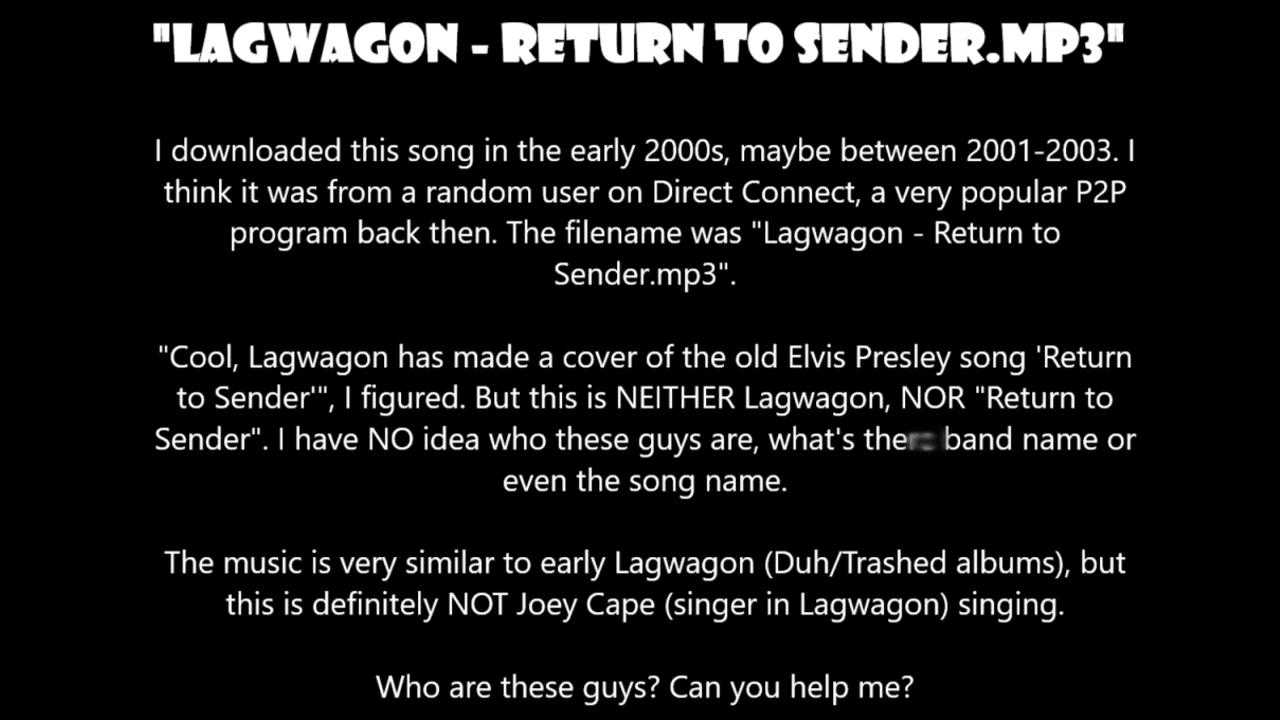 "LAGWAGON - RETURN TO SENDER.MP3"
I downloaded this song in the early 2000s, maybe between 2001-2003. I
think it was from a random user on Direct Connect, a very popular P2P
program back then. The filename was "Lagwagon - Return to
Sender.mp3".
"Cool, Lagwagon has made a cover of the old Elvis Presley song 'Return
to Sender'", I figured. But this is NEITHER Lagwagon, NOR "Return to
Sender". I have NO idea who these guys are, what's band name or
even the song name.
The music is very similar to early Lagwagon (Duh/Trashed albums), but
this is definitely NOT Joey Cape (singer in Lagwagon) singing.
Who are these guys? Can you help me?